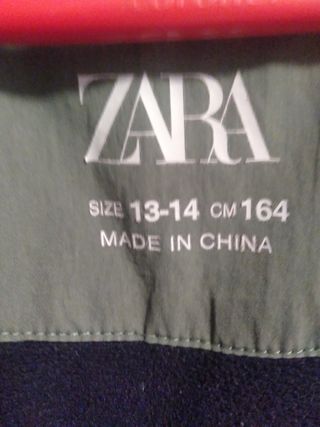 ZARA
SIZE 13-14 CM 164
MADE IN CHINA